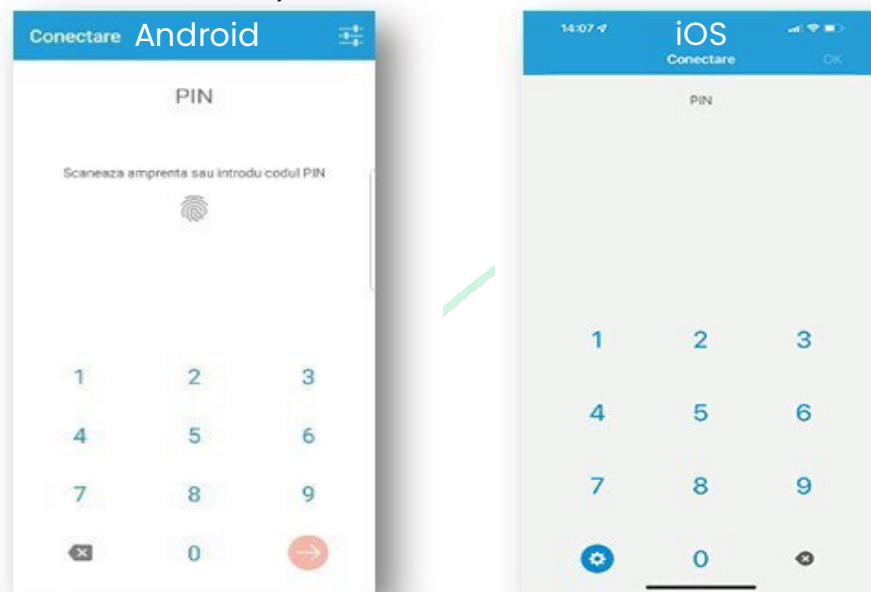 Conectare Android
PIN
Scaneaza amprenta sau introdu codul PIN
1 2 3
4 5 6
7 8 9
0
14:07
iOS
Conectare OK
PIN
1 2 3
4 5 6
7 8 9
0